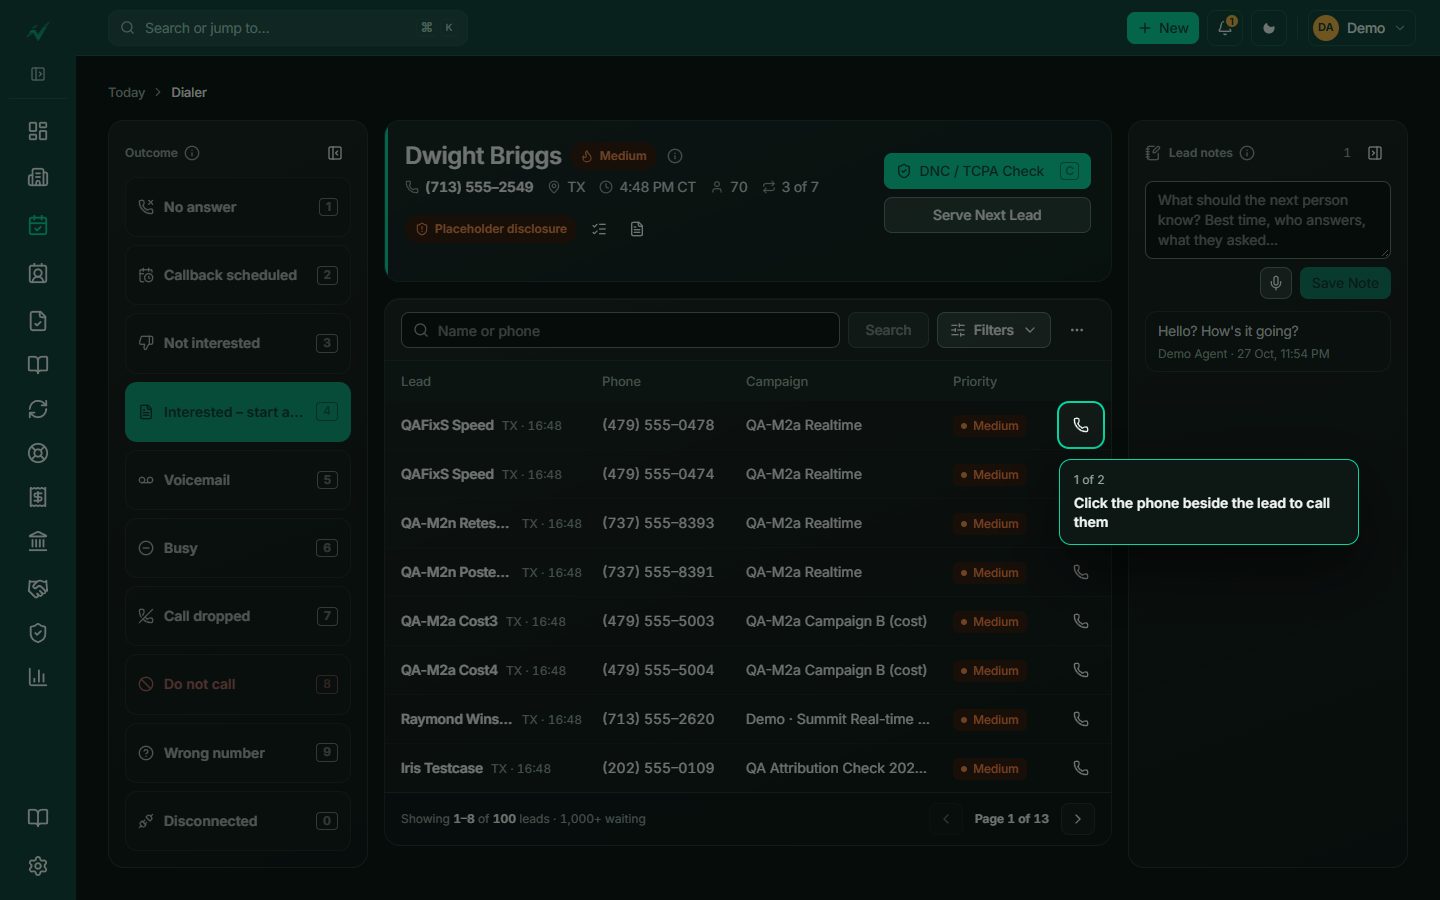 Search or jump to...
⌘ K
+ New
1
DA Demo
Today > Dialer
Outcome
No answer 1
Callback scheduled 2
Not interested 3
Interested – start a... 4
Voicemail 5
Busy 6
Call dropped 7
Do not call 8
Wrong number 9
Disconnected 0
Dwight Briggs Medium
(713) 555–2549 TX 4:48 PM CT 70 3 of 7
Placeholder disclosure
DNC / TCPA Check C
Serve Next Lead
Name or phone
Search
Filters
Lead Phone Campaign Priority
QAFixS Speed TX · 16:48 (479) 555–0478 QA-M2a Realtime Medium
QAFixS Speed TX · 16:48 (479) 555–0474 QA-M2a Realtime Medium
QA-M2n Retes... TX · 16:48 (737) 555–8393 QA-M2a Realtime Medium
QA-M2n Poste... TX · 16:48 (737) 555–8391 QA-M2a Realtime Medium
QA-M2a Cost3 TX · 16:48 (479) 555–5003 QA-M2a Campaign B (cost) Medium
QA-M2a Cost4 TX · 16:48 (479) 555–5004 QA-M2a Campaign B (cost) Medium
Raymond Wins... TX · 16:48 (713) 555–2620 Demo · Summit Real-time ... Medium
Iris Testcase TX · 16:48 (202) 555–0109 QA Attribution Check 202... Medium
Showing 1–8 of 100 leads · 1,000+ waiting
Page 1 of 13
Lead notes 1
What should the next person
know? Best time, who answers,
what they asked...
Save Note
Hello? How's it going?
Demo Agent · 27 Oct, 11:54 PM
1 of 2
Click the phone beside the lead to call
them